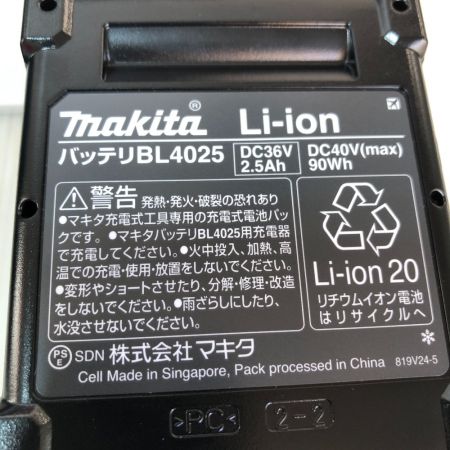 makita® Li-ion
バッテリBL4025 DC36V 2.5Ah DC40V(max) 90Wh
⚠警告 発熱・発火・破裂の恐れあり
●マキタ充電式工具専用の充電式電池パッ
クです。●マキタバッテリBL4025用充電器
で充電してください。●火中投入、加熱、高
温での充電・使用・放置をしないでください。
●変形やショートさせたり、分解・修理・改造
をしないでください。●雨ざらしにしたり、
水没させないでください。
Li-ion 20
リチウムイオン電池
はリサイクルへ
PSE SDN 株式会社 マキタ
Cell Made in Singapore, Pack processed in China 819V24-5
>PC< 2-2